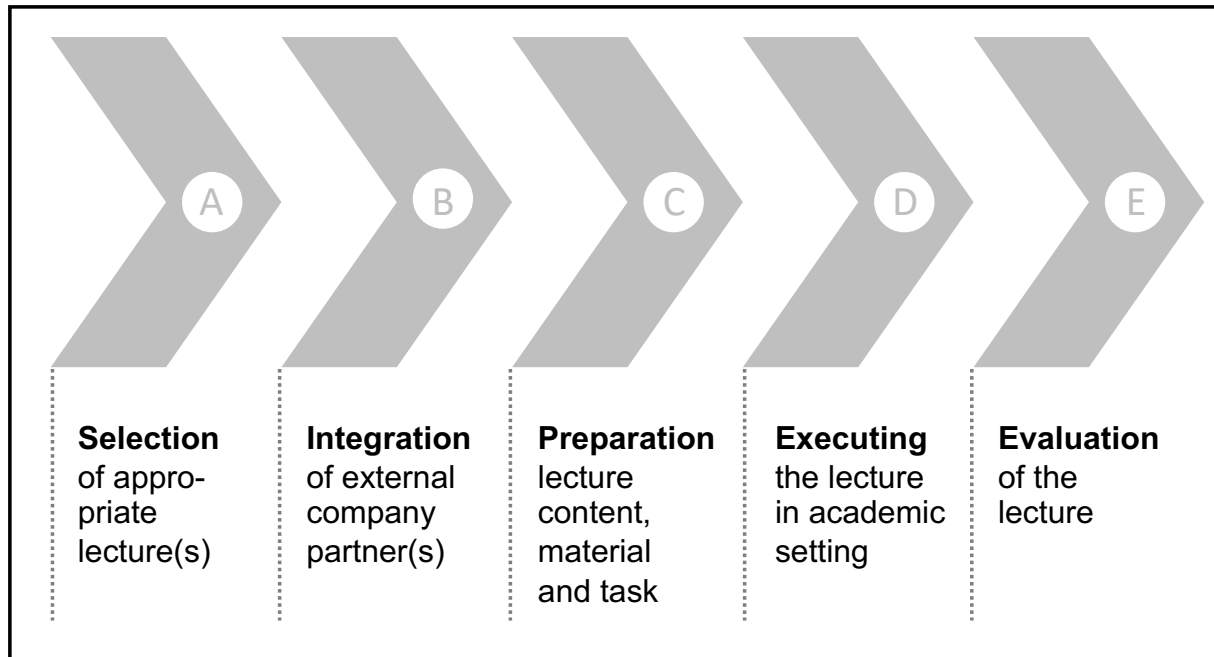 A
B
C
D
E
Selection
of appro-
priate
lecture(s)
Integration
of external
company
partner(s)
Preparation
lecture
content,
material
and task
Executing
the lecture
in academic
setting
Evaluation
of the
lecture